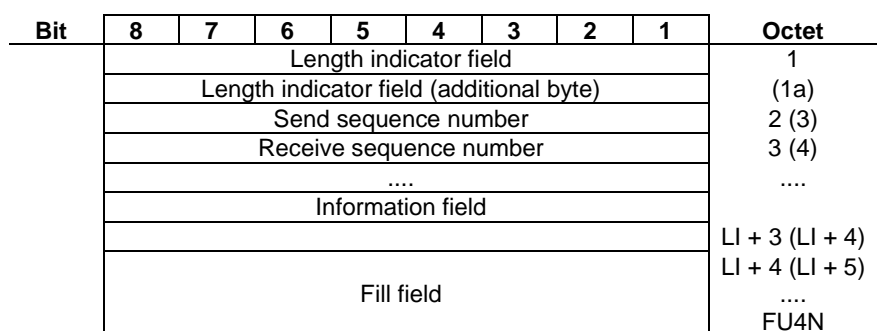 Bit 8 7 6 5 4 3 2 1 Octet
Length indicator field 1
Length indicator field (additional byte) (1a)
Send sequence number 2 (3)
Receive sequence number 3 (4)
.... ....
Information field
LI + 3 (LI + 4)
LI + 4 (LI + 5)
Fill field ....
FU4N